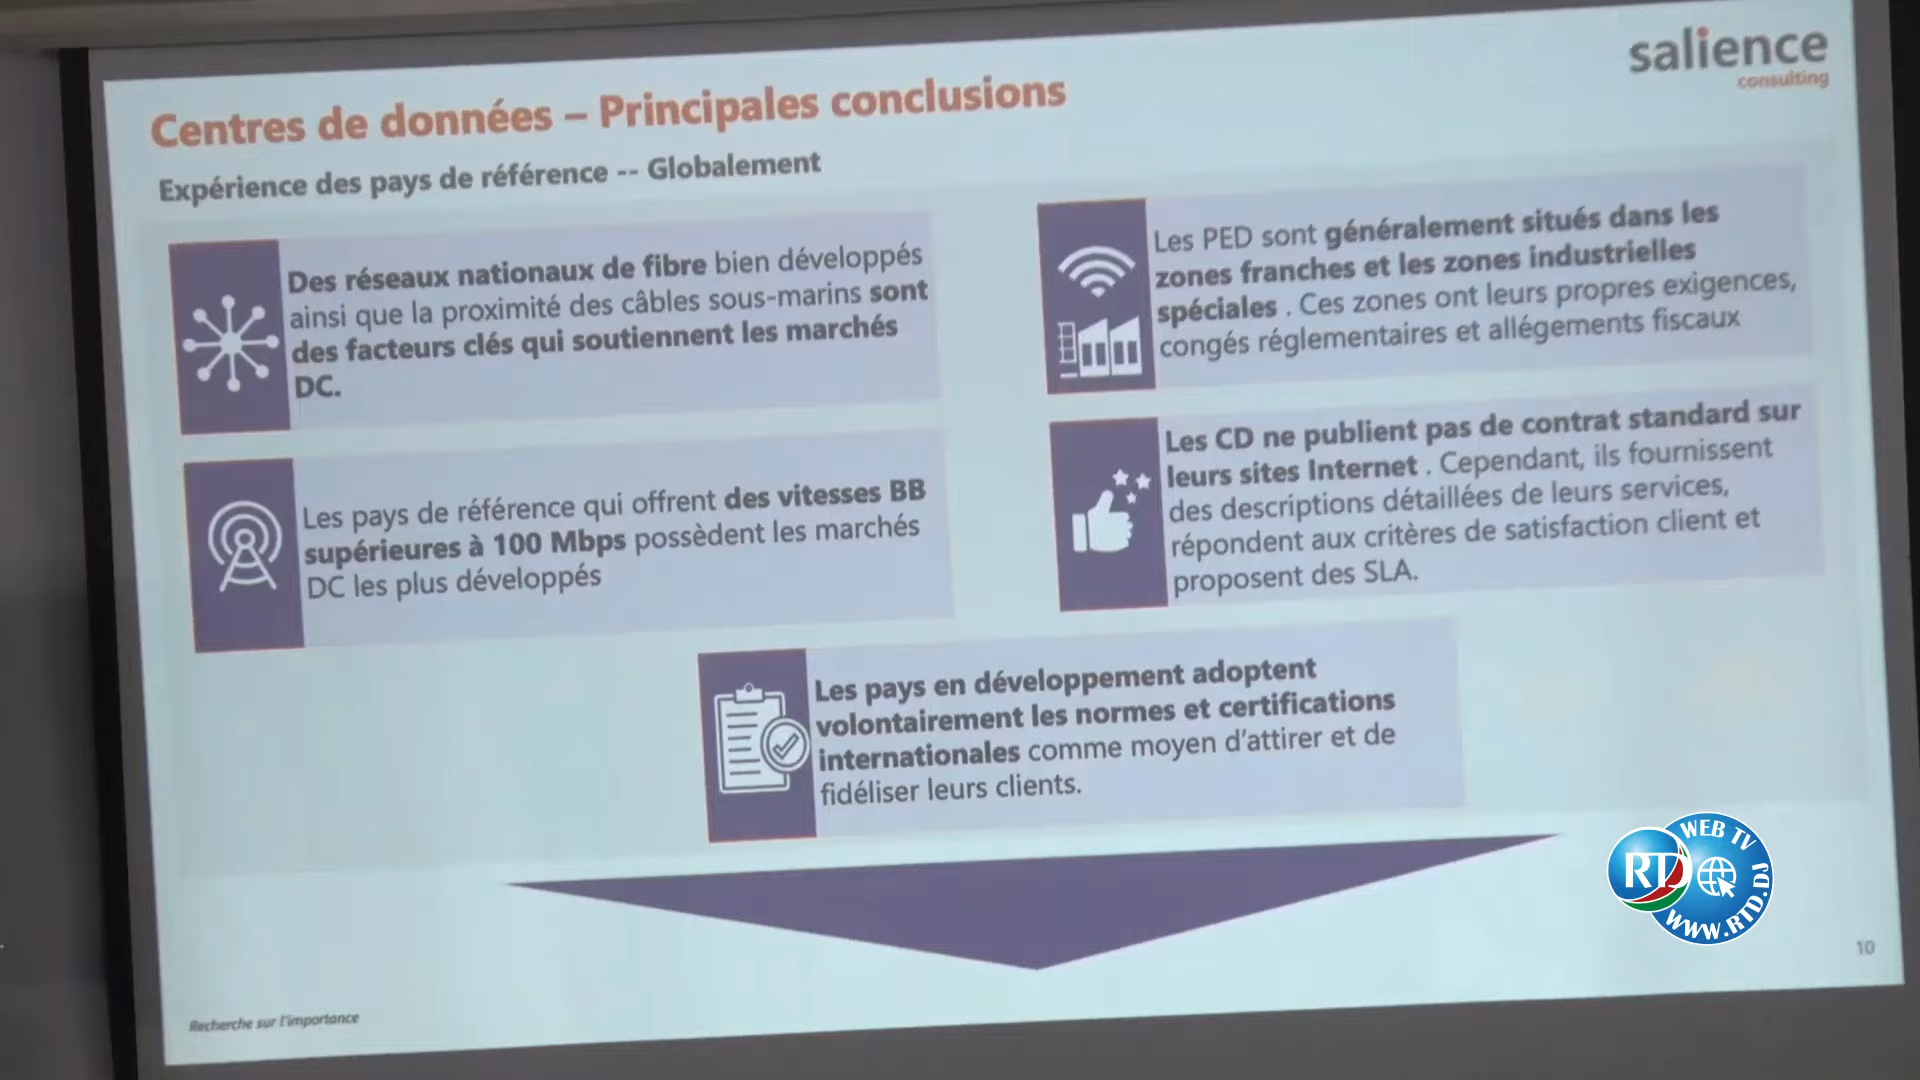 salience
consulting
Centres de données – Principales conclusions
Expérience des pays de référence -- Globalement
Des réseaux nationaux de fibre bien développés
ainsi que la proximité des câbles sous-marins sont
des facteurs clés qui soutiennent les marchés
DC.
Les pays de référence qui offrent des vitesses BB
supérieures à 100 Mbps possèdent les marchés
DC les plus développés
Les PED sont généralement situés dans les
zones franches et les zones industrielles
spéciales . Ces zones ont leurs propres exigences,
congés réglementaires et allégements fiscaux
Les CD ne publient pas de contrat standard sur
leurs sites Internet . Cependant, ils fournissent
des descriptions détaillées de leurs services,
répondent aux critères de satisfaction client et
proposent des SLA.
Les pays en développement adoptent
volontairement les normes et certifications
internationales comme moyen d'attirer et de
fidéliser leurs clients.
WEB TV
RTD
WWW.RTD.DJ
10
Recherche sur l'importance